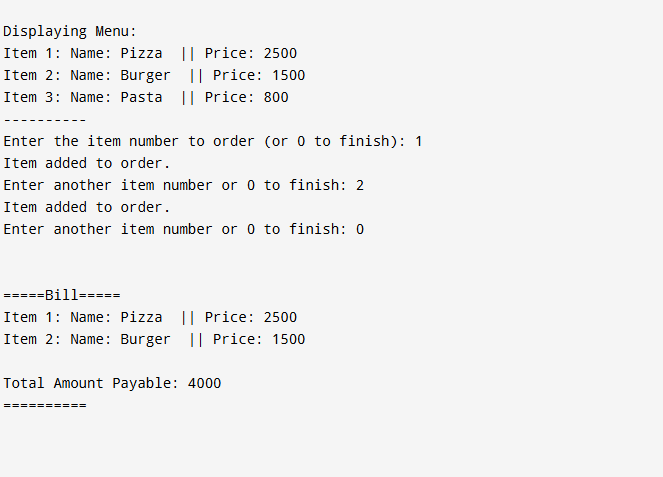 Displaying Menu:
Item 1: Name: Pizza  || Price: 2500
Item 2: Name: Burger  || Price: 1500
Item 3: Name: Pasta  || Price: 800
----------
Enter the item number to order (or 0 to finish): 1
Item added to order.
Enter another item number or 0 to finish: 2
Item added to order.
Enter another item number or 0 to finish: 0
=====Bill=====
Item 1: Name: Pizza  || Price: 2500
Item 2: Name: Burger  || Price: 1500
Total Amount Payable: 4000
==========